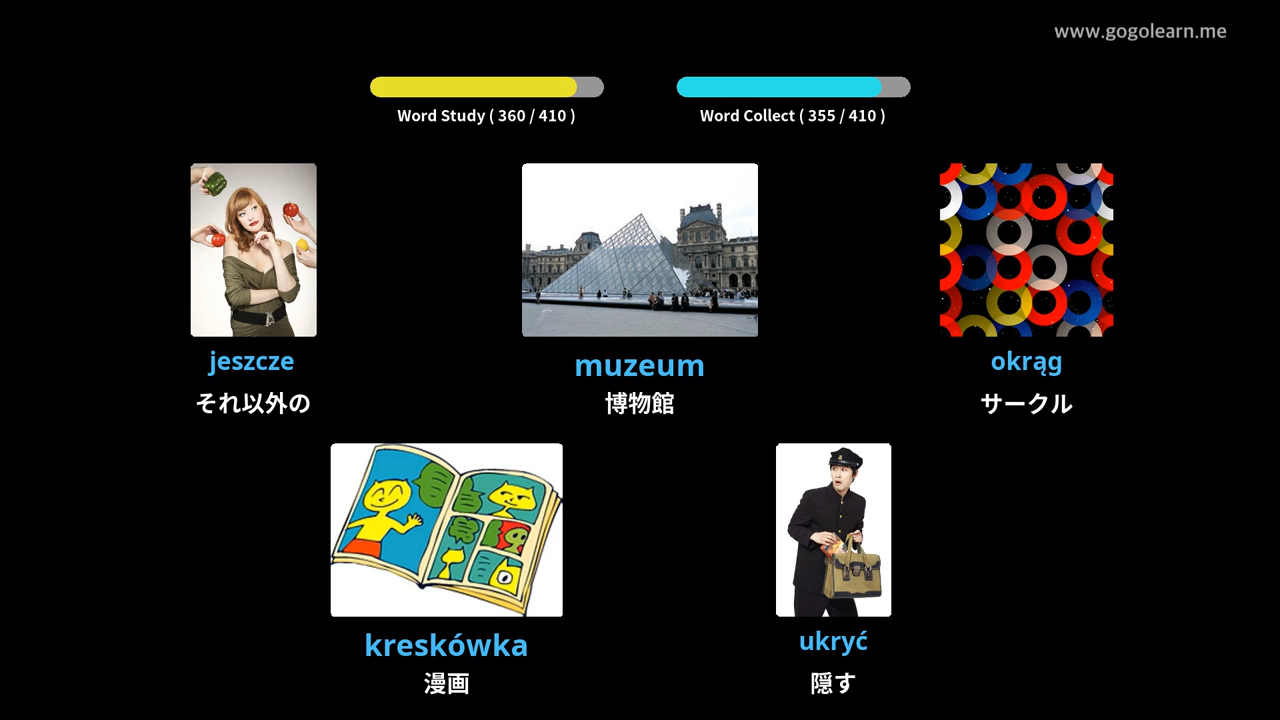 www.gogolearn.me
Word Study ( 360 / 410 )
Word Collect ( 355 / 410 )
jeszcze
それ以外の
muzeum
博物館
okrąg
サークル
kreskówka
漫画
ukryć
隠す